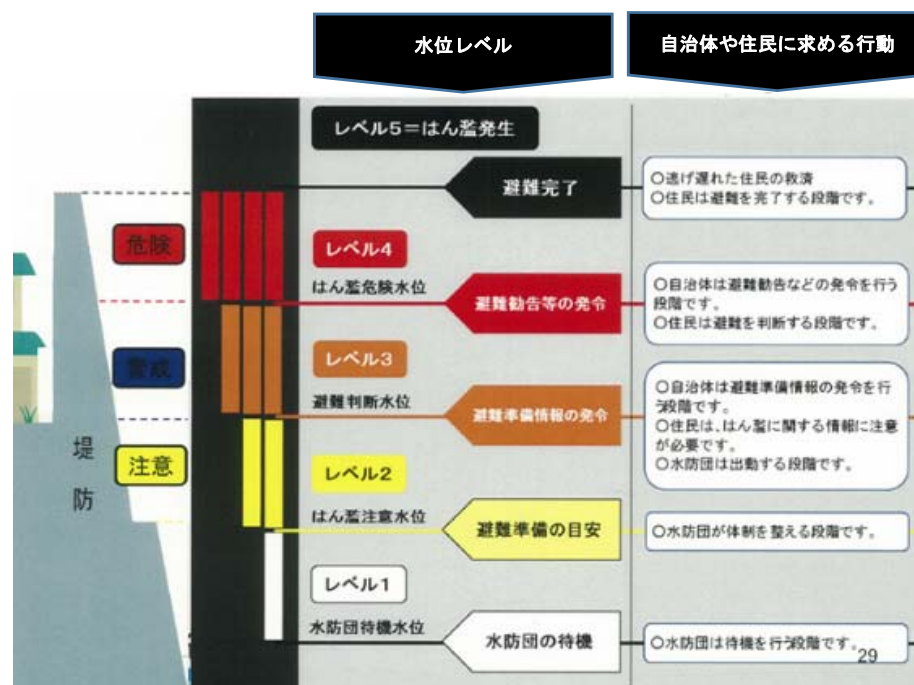 水位レベル
自治体や住民に求める行動
レベル5＝はん濫発生
避難完了
○逃げ遅れた住民の救済
○住民は避難を完了する段階です。
危険
レベル4
はん濫危険水位
避難勧告等の発令
○自治体は避難勧告などの発令を行う
段階です。
○住民は避難を判断する段階です。
警戒
レベル3
避難判断水位
避難準備情報の発令
○自治体は避難準備情報の発令を行
う段階です。
○住民は、はん濫に関する情報に注意
が必要です。
○水防団は出動する段階です。
堤
防
注意
レベル2
はん濫注意水位
避難準備の目安
○水防団が体制を整える段階です。
レベル1
水防団待機水位
水防団の待機
○水防団は待機を行う段階です。
29